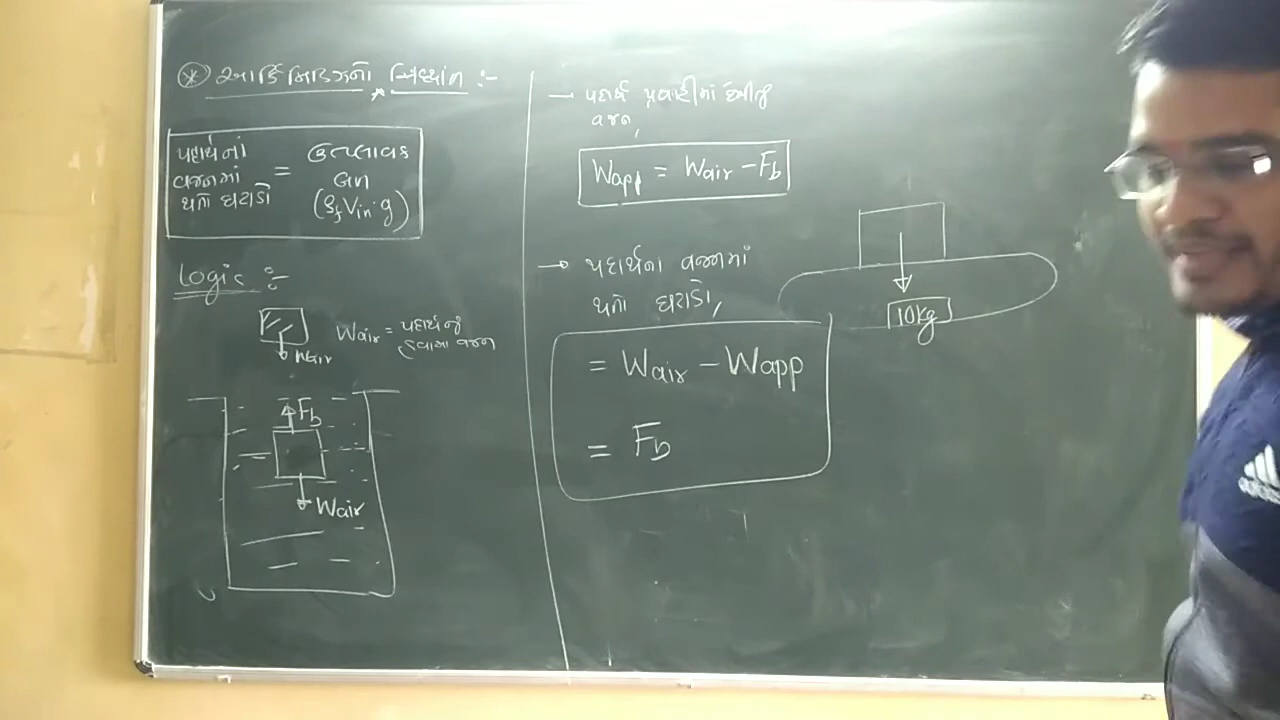 * આર્કિમિડિઝનો સિધ્ધાંત :-
પદાર્થનાં
વજનમાં
થતો ઘટાડો
=
ઉત્પ્લાવક
બળ
(ρf Vin·g)
Logic :-
Wair
Wair = પદાર્થનું
હવામાં વજન
Fb
Wair
→ પદાર્થ પ્રવાહીમાં
વજન,
Wapp = Wair - Fb
→ પદાર્થના વજનમાં
થતો ઘટાડો,
= Wair - Wapp
= Fb
10kg